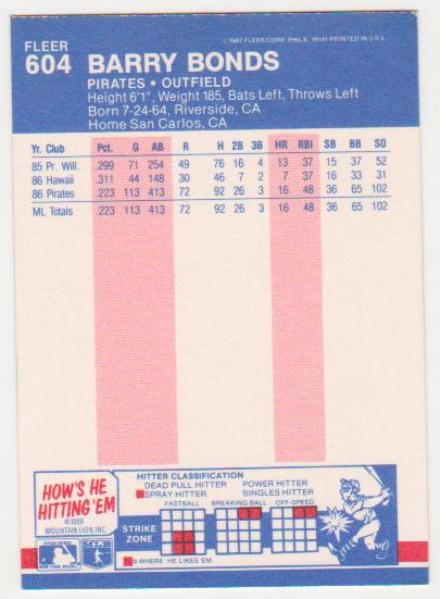 FLEER
604 BARRY BONDS
© 1987 FLEER CORP. PHILA. 19141-PRINTED IN U.S.A.
PIRATES • OUTFIELD
Height 6'1", Weight 185, Bats Left, Throws Left
Born 7-24-64, Riverside, CA
Home San Carlos, CA
Yr. Club Pct. G AB R H 2B 3B HR RBI SB BB SO
85 Pr. Wil. .299 71 254 49 76 16 4 13 37 15 37 52
86 Hawaii .311 44 148 30 46 7 2 7 37 16 33 31
86 Pirates .223 113 413 72 92 26 3 16 48 36 65 102
ML Totals .223 113 413 72 92 26 3 16 48 36 65 102
HOW'S HE
HITTING 'EM
© 1986
MOUNTAIN LION, INC.
HITTER CLASSIFICATION
DEAD PULL HITTER POWER HITTER
SPRAY HITTER SINGLES HITTER
FASTBALL BREAKING BALL OFF-SPEED
STRIKE
ZONE
=WHERE HE LIKES 'EM